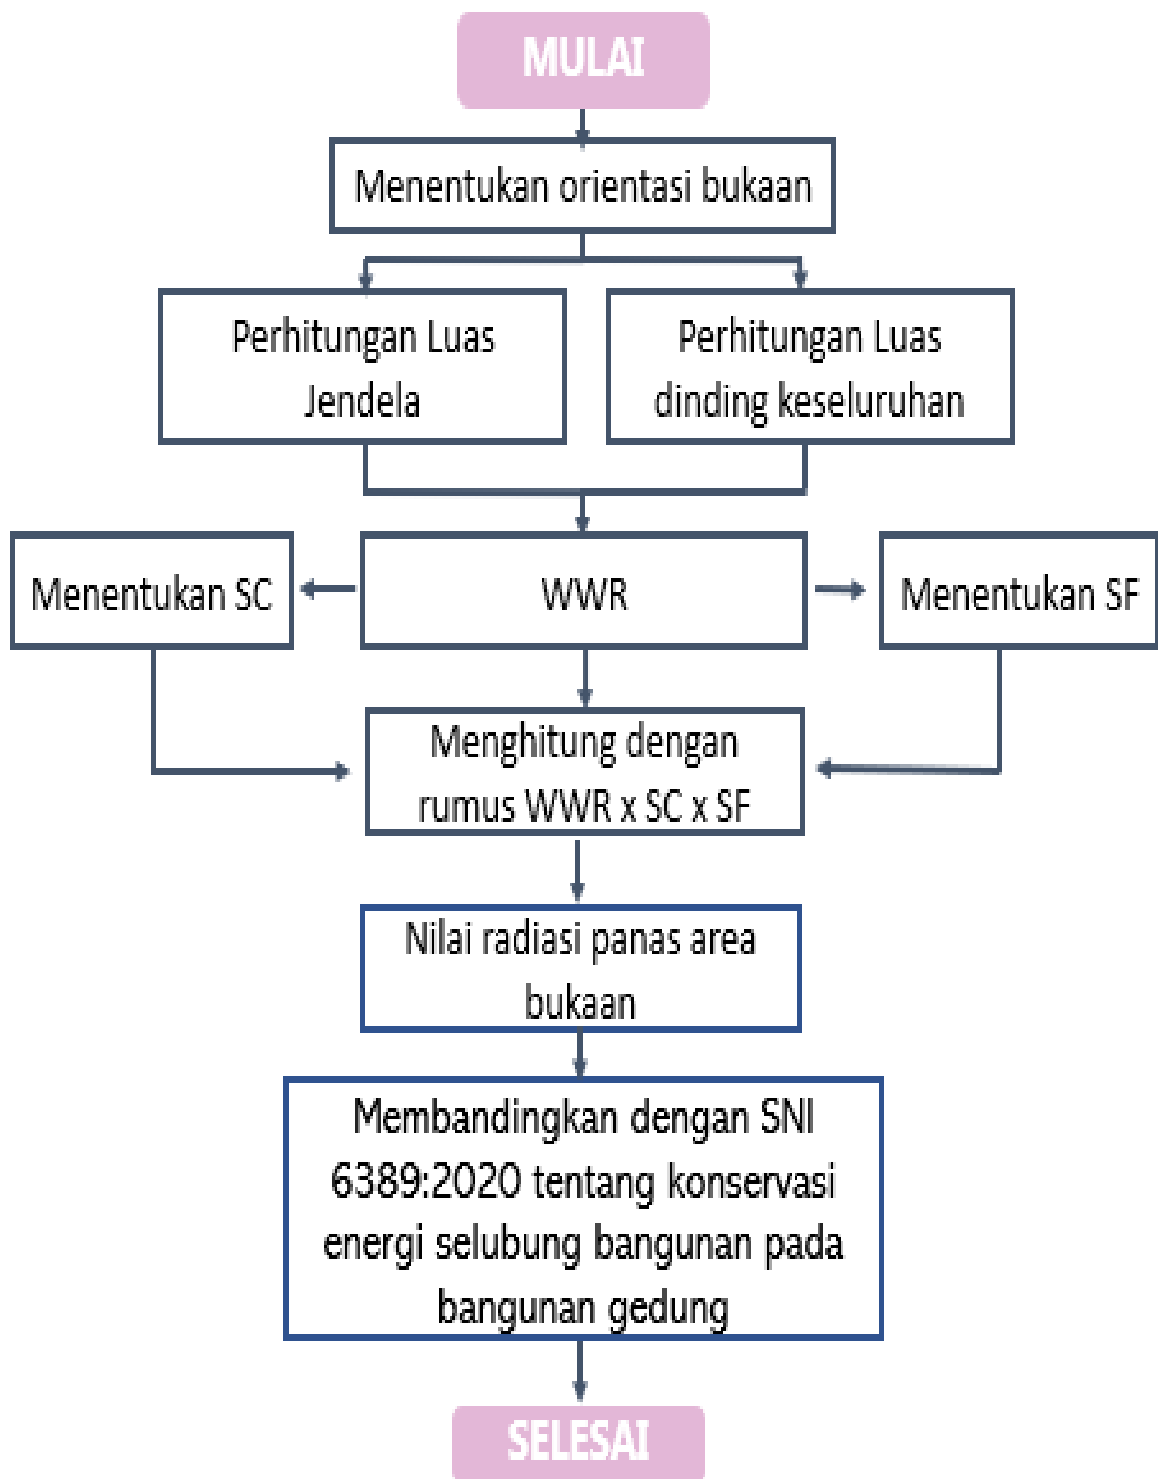 MULAI
Menentukan orientasi bukaan
Perhitungan Luas
Jendela
Perhitungan Luas
dinding keseluruhan
Menentukan SC
WWR
Menentukan SF
Menghitung dengan
rumus WWR x SC x SF
Nilai radiasi panas area
bukaan
Membandingkan dengan SNI
6389:2020 tentang konservasi
energi selubung bangunan pada
bangunan gedung
SELESAI